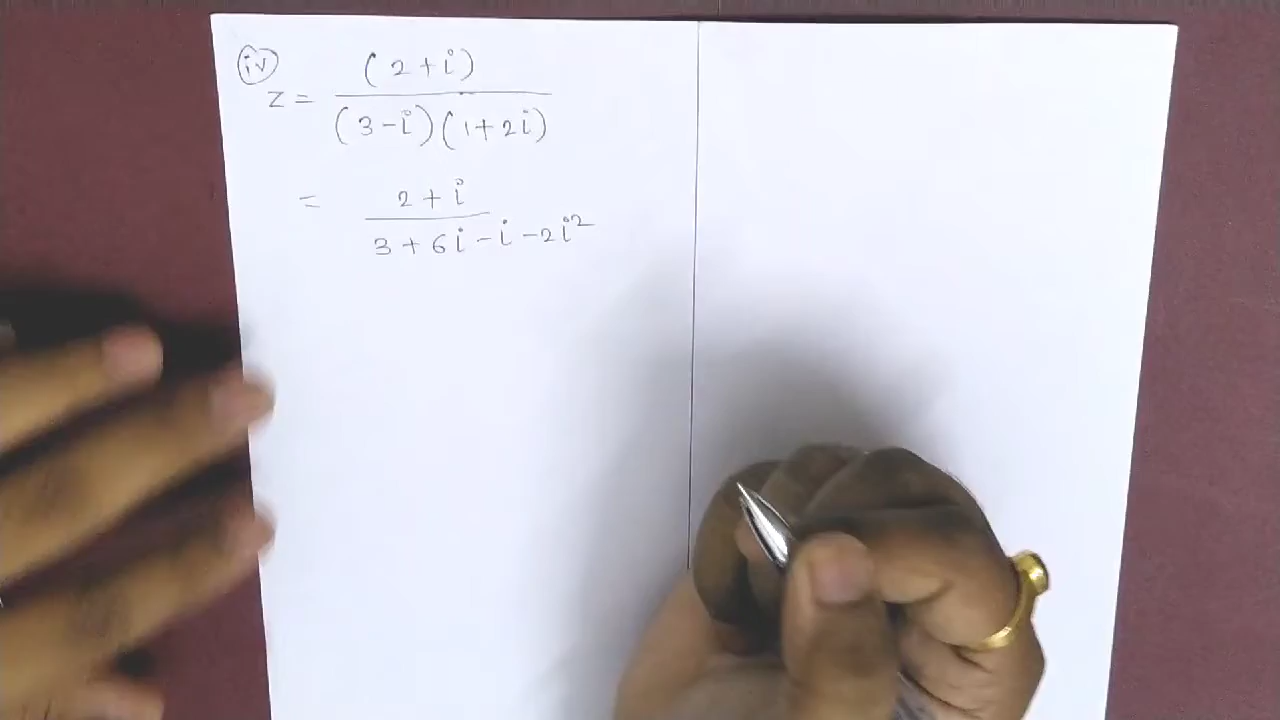 (iv)
z = (2+i) / (3-i)(1+2i)
= 2+i / 3+6i-i-2i²